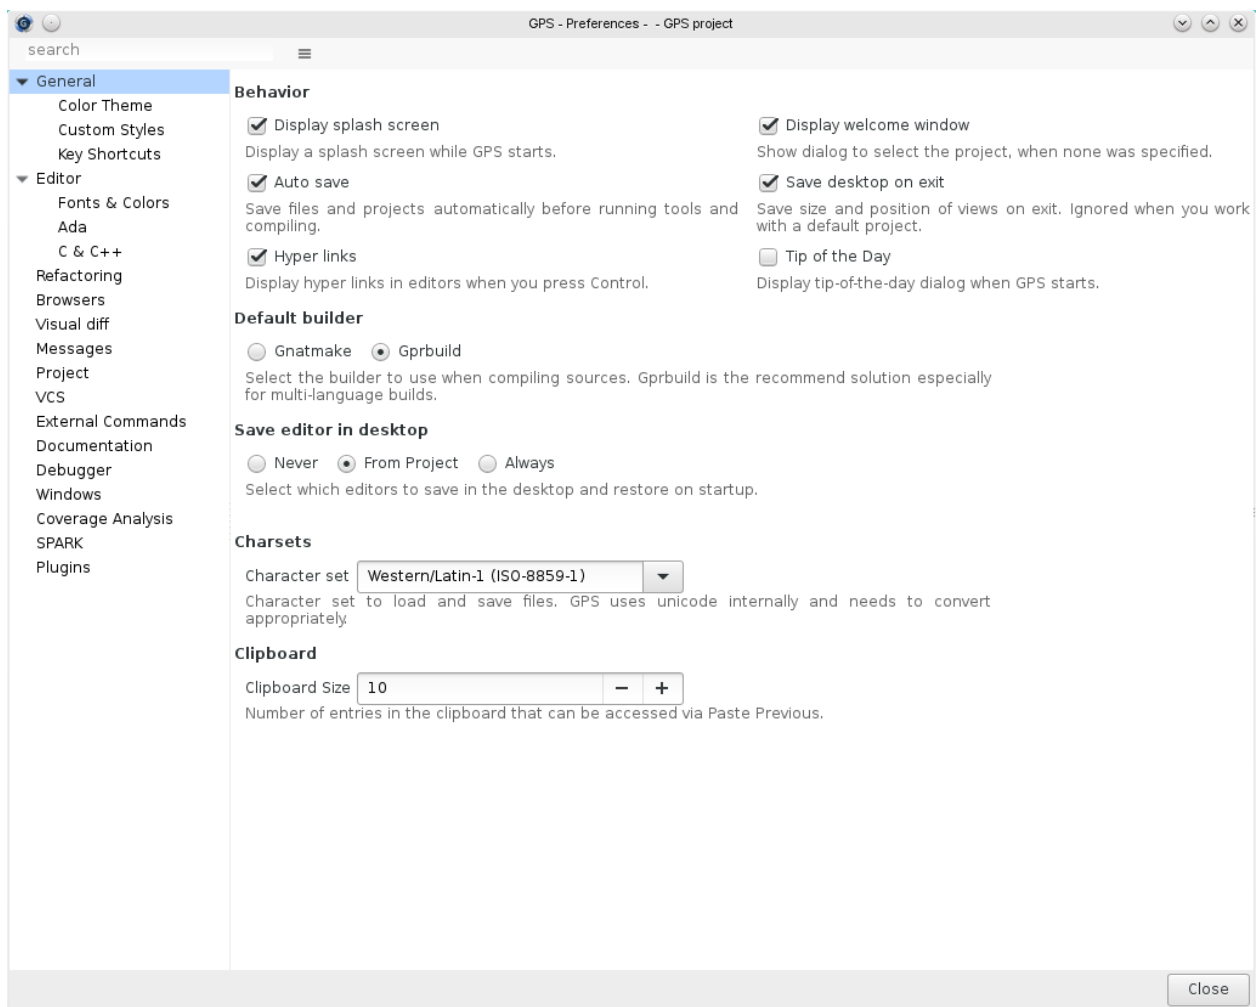 GPS - Preferences - - GPS project
search
General
Color Theme
Custom Styles
Key Shortcuts
Editor
Fonts & Colors
Ada
C & C++
Refactoring
Browsers
Visual diff
Messages
Project
VCS
External Commands
Documentation
Debugger
Windows
Coverage Analysis
SPARK
Plugins
Behavior
Display splash screen
Display a splash screen while GPS starts.
Display welcome window
Show dialog to select the project, when none was specified.
Auto save
Save files and projects automatically before running tools and
compiling.
Save desktop on exit
Save size and position of views on exit. Ignored when you work
with a default project.
Hyper links
Display hyper links in editors when you press Control.
Tip of the Day
Display tip-of-the-day dialog when GPS starts.
Default builder
Gnatmake Gprbuild
Select the builder to use when compiling sources. Gprbuild is the recommend solution especially
for multi-language builds.
Save editor in desktop
Never From Project Always
Select which editors to save in the desktop and restore on startup.
Charsets
Character set Western/Latin-1 (ISO-8859-1)
Character set to load and save files. GPS uses unicode internally and needs to convert
appropriately.
Clipboard
Clipboard Size 10 − +
Number of entries in the clipboard that can be accessed via Paste Previous.
Close